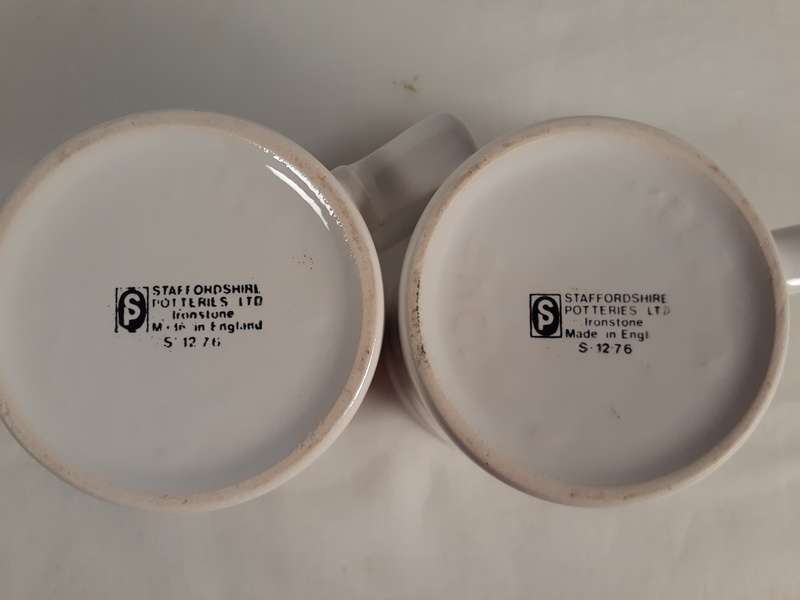 SP
STAFFORDSHIRE
POTTERIES LTD
Ironstone
Made in England
S·12·76
SP
STAFFORDSHIRE
POTTERIES LTD
Ironstone
Made in Engl
S·12·76